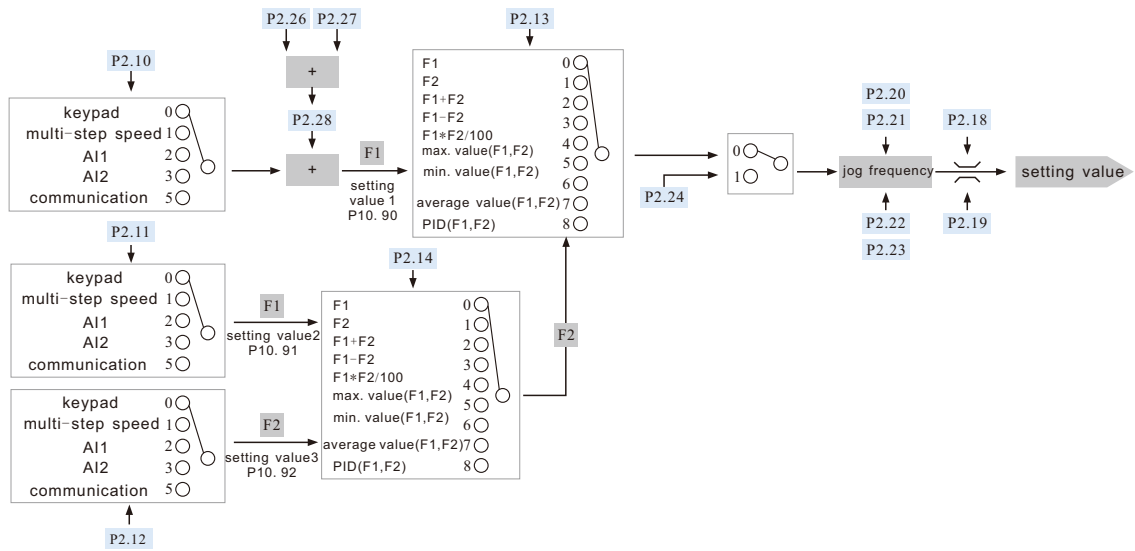 P2.26 P2.27
P2.13
P2.10
+
P2.28
+
keypad 0
multi-step speed 1
AI1 2
AI2 3
communication 5
F1
setting
value 1
P10. 90
F1 0
F2 1
F1+F2 2
F1-F2 3
F1*F2/100 4
max. value(F1,F2) 5
min. value(F1,F2) 6
average value(F1,F2) 7
PID(F1,F2) 8
P2.24
0
1
P2.20
P2.21
jog frequency
P2.22
P2.23
P2.18
P2.19
setting value
P2.11
keypad 0
multi-step speed 1
AI1 2
AI2 3
communication 5
F1
setting value2
P10. 91
P2.14
F1 0
F2 1
F1+F2 2
F1-F2 3
F1*F2/100 4
max. value(F1,F2) 5
min. value(F1,F2) 6
average value(F1,F2) 7
PID(F1,F2) 8
F2
keypad 0
multi-step speed 1
AI1 2
AI2 3
communication 5
F2
setting value3
P10. 92
P2.12